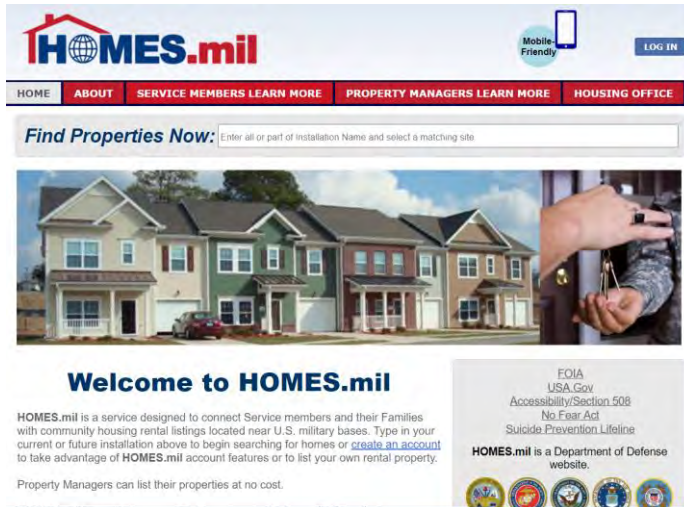 HOMES.mil
Mobile-
Friendly
LOG IN
HOME ABOUT SERVICE MEMBERS LEARN MORE PROPERTY MANAGERS LEARN MORE HOUSING OFFICE
Find Properties Now: Enter all or part of Installation Name and select a matching site
Welcome to HOMES.mil
HOMES.mil is a service designed to connect Service members and their Families
with community housing rental listings located near U.S. military bases. Type in your
current or future installation above to begin searching for homes or create an account
to take advantage of HOMES.mil account features or to list your own rental property.
Property Managers can list their properties at no cost.
FOIA
USA.Gov
Accessibility/Section 508
No Fear Act
Suicide Prevention Lifeline
HOMES.mil is a Department of Defense
website.